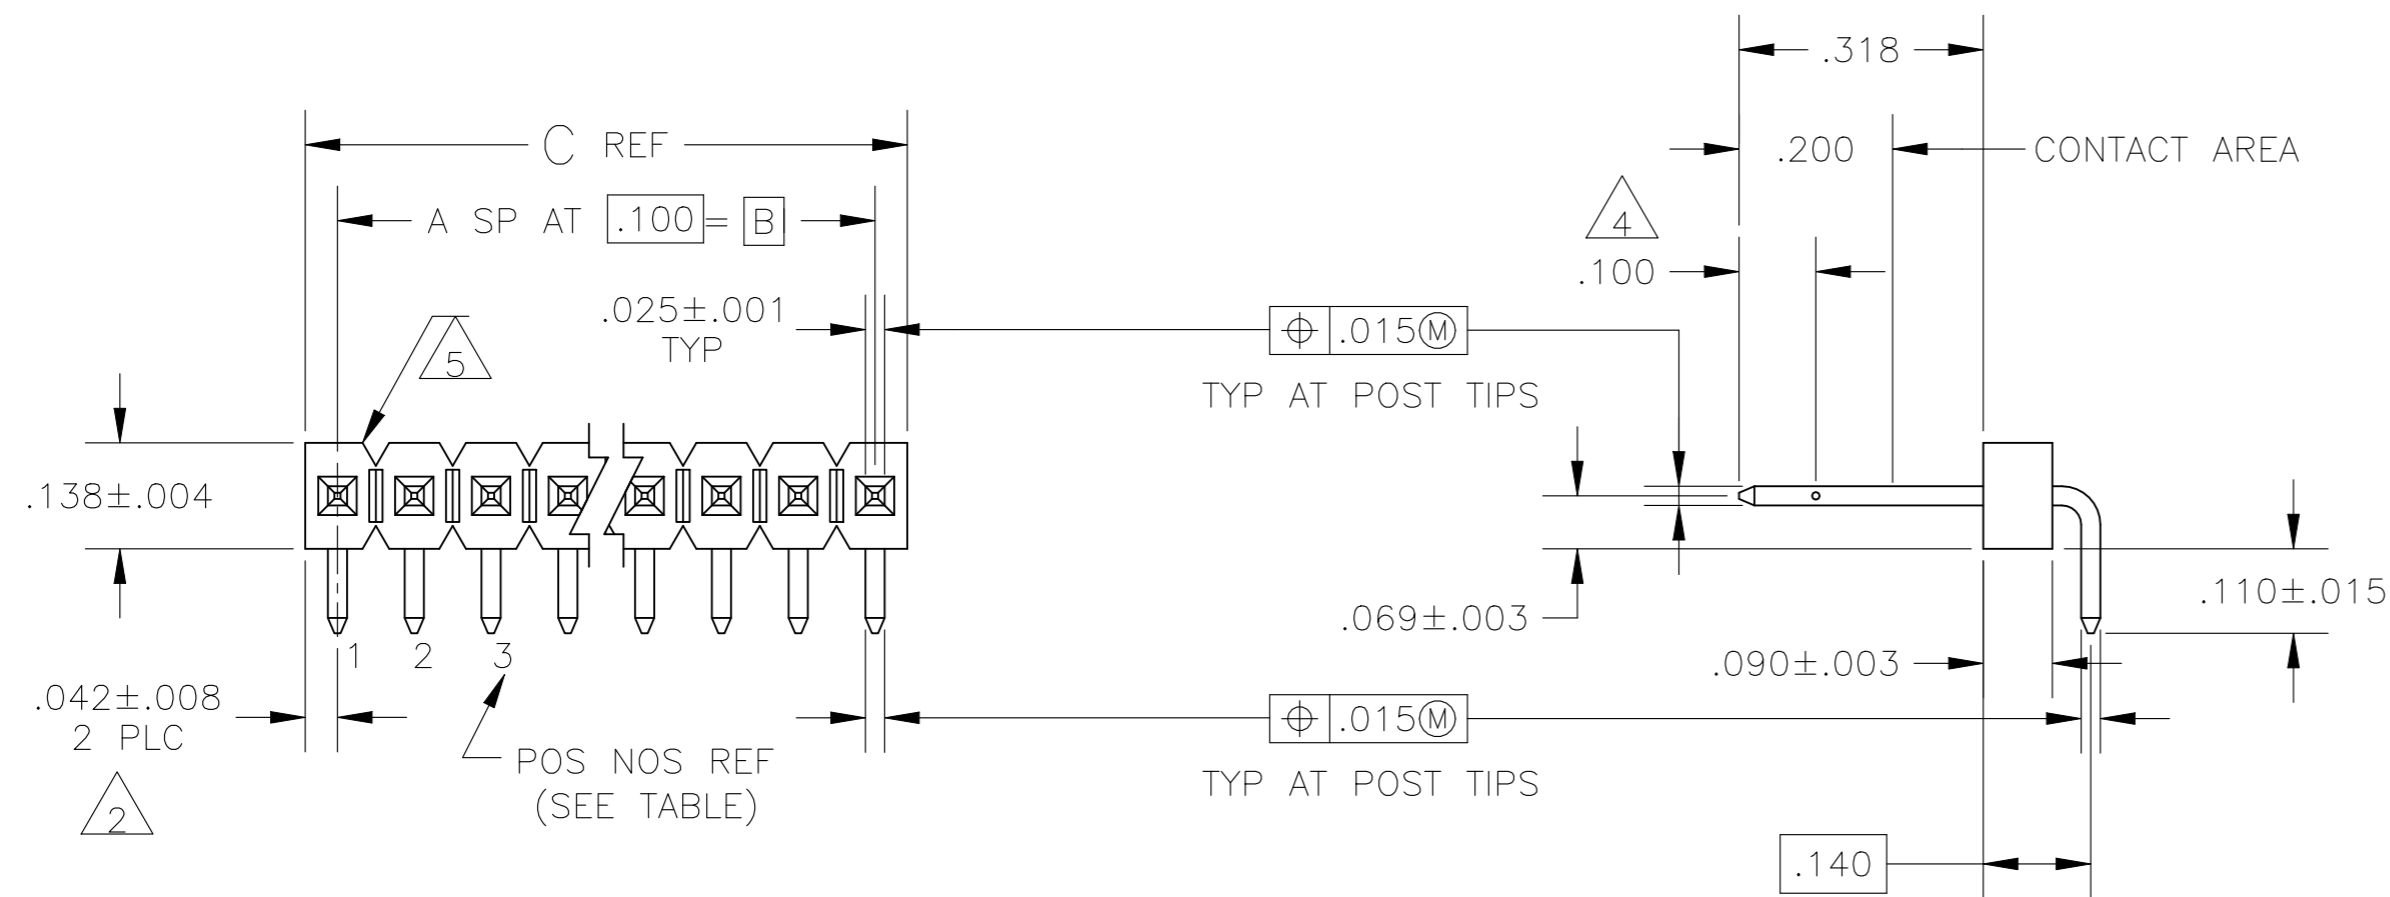 C REF
A SP AT .100 = B
.025±.001
TYP
5
.138±.004
1 2 3
.042±.008
2 PLC
2
POS NOS REF
(SEE TABLE)
.015Ⓜ
TYP AT POST TIPS
.015Ⓜ
TYP AT POST TIPS
.318
.200 CONTACT AREA
4
.100
.069±.003
.110±.015
.090±.003
.140